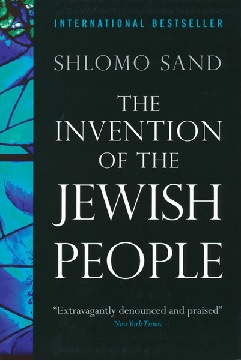 INTERNATIONAL BESTSELLER
SHLOMO SAND
THE
INVENTION
OF THE
JEWISH
PEOPLE
“Extravagantly denounced and praised”
New York Times